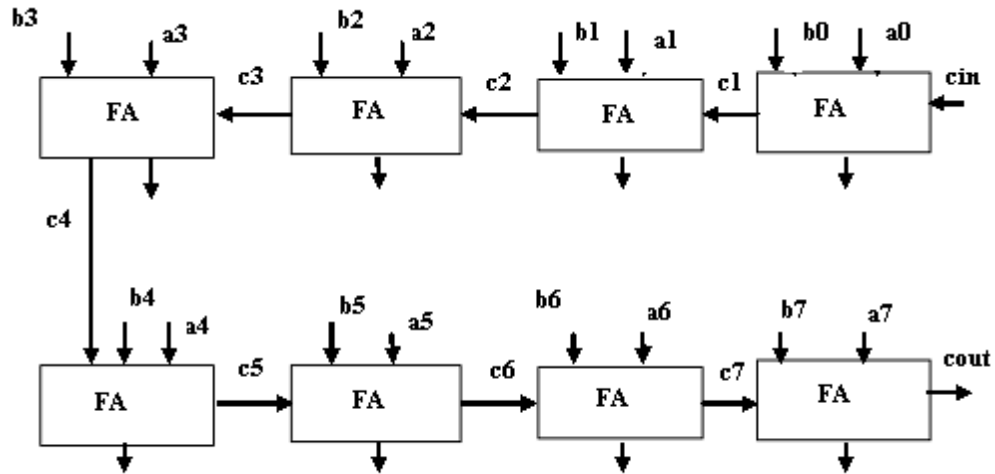 b3 a3 b2 a2 b1 a1 b0 a0
c3 c2 c1 cin
FA FA FA FA
c4
b4 a4 b5 a5 b6 a6 b7 a7
c5 c6 c7 cout
FA FA FA FA